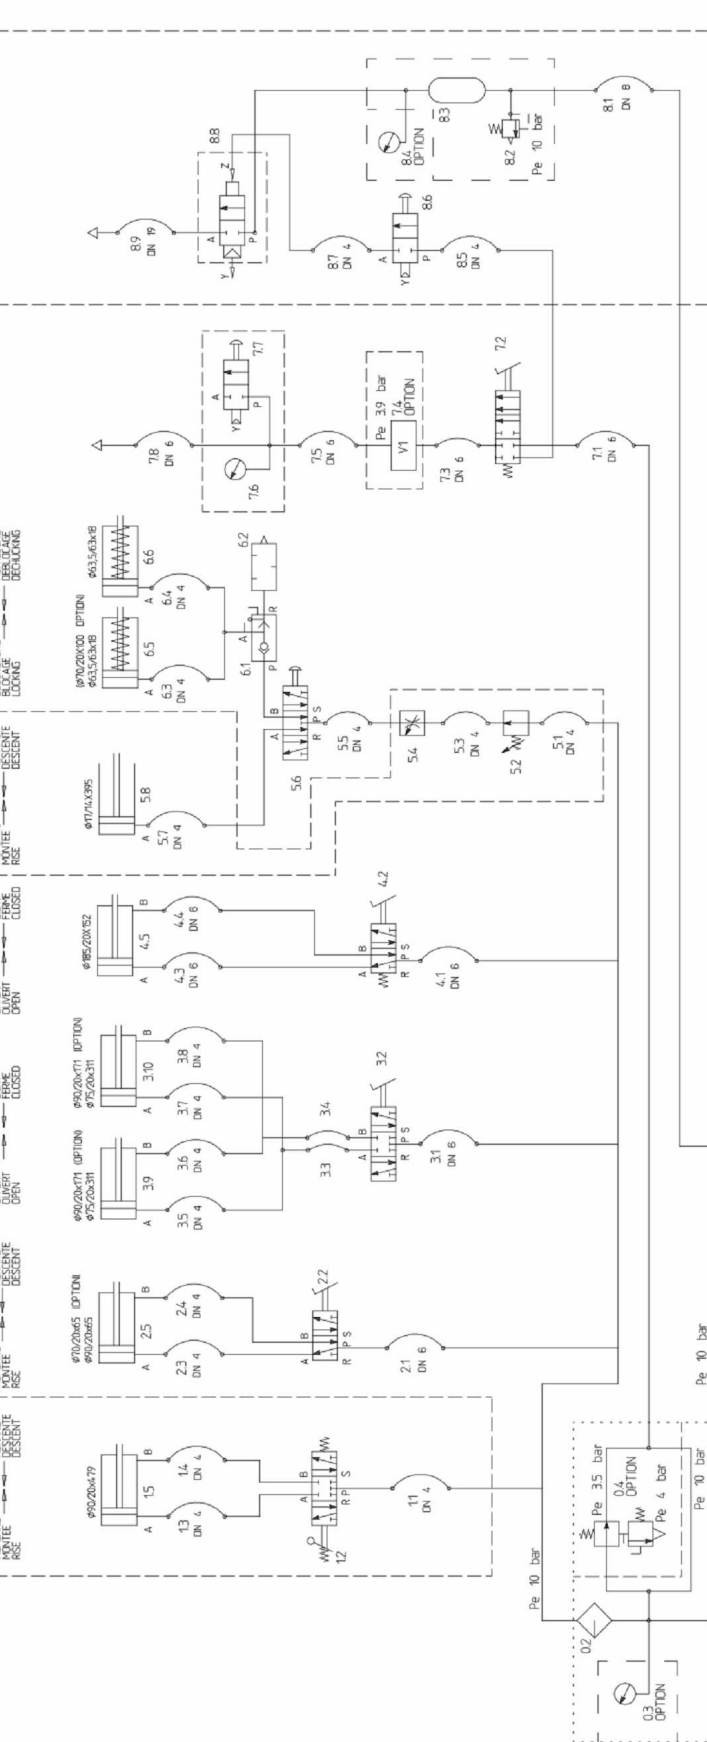 MONTEE DESCENTE
RISE DESCENT
MONTEE DESCENTE
RISE DESCENT
OUVERT FERME
OPEN CLOSED
OUVERT FERME
OPEN CLOSED
MONTEE DESCENTE
RISE DESCENT
BLOCAGE DEBLOCAGE
LOCKING DECHUCKING
Ø90/20x479
1.5
A
B
1.3
DN 4
1.4
DN 4
A
B
R P
S
1.2
1.1
DN 4
Ø70/20x65 (OPTION)
Ø90/20x65
2.5
A
B
2.3
DN 4
2.4
DN 4
A
B
2.2
R
P S
2.1
DN 6
Ø90/20x171 (OPTION)
Ø75/20x311
3.9
A
B
3.5
DN 4
3.6
DN 4
Ø90/20x171 (OPTION)
Ø75/20x311
3.10
A
B
3.7
DN 4
3.8
DN 4
3.3
3.4
A
B
3.2
R
P S
3.1
DN 6
Ø185/20X152
4.5
A
B
4.3
DN 6
4.4
DN 6
A
B
4.2
R
P S
4.1
DN 6
Ø17/14X395
5.8
A
5.7
DN 4
A
B
5.6
R
P S
5.5
DN 4
5.4
5.3
DN 4
5.2
5.1
DN 4
(Ø70/20X100 OPTION)
Ø63,5/63x18
6.5
A
6.3
DN 4
Ø63,5/63x18
6.6
A
6.4
DN 4
6.1
A
P
R
6.2
7.8
DN 6
7.6
A
Y
P
7.7
7.5
DN 6
Pe 3.9 bar
7.4
OPTION
V1
7.3
DN 6
7.2
7.1
DN 6
8.9
DN 19
8.8
A
P
Y
Z
8.7
DN 4
A
Y
P
8.6
8.5
DN 4
8.4
OPTION
8.3
8.2
Pe 10 bar
8.1
DN 8
Pe 10 bar
0.2
0.3
OPTION
Pe 3.5 bar
0.4
OPTION
Pe 4 bar
Pe 10 bar
Pe 10 bar